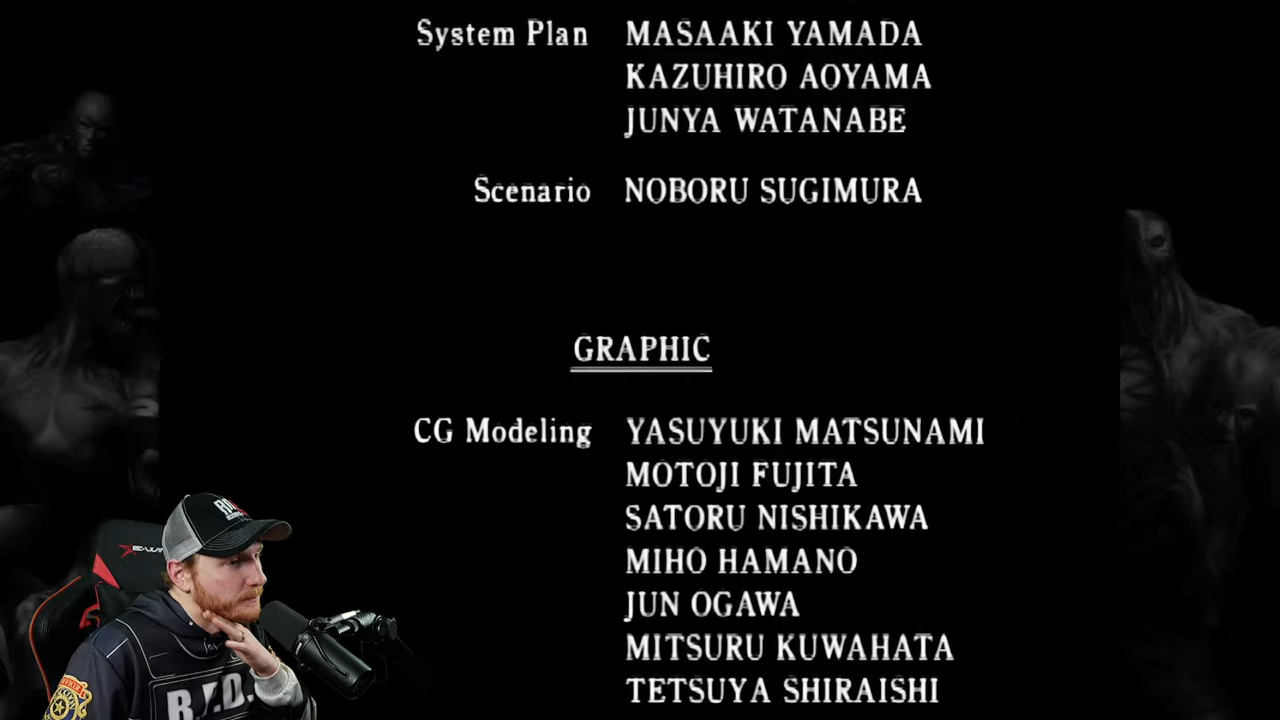 System Plan MASAAKI YAMADA
KAZUHIRO AOYAMA
JUNYA WATANABE
Scenario NOBORU SUGIMURA
GRAPHIC
CG Modeling YASUYUKI MATSUNAMI
MOTOJI FUJITA
SATORU NISHIKAWA
MIHO HAMANO
JUN OGAWA
MITSURU KUWAHATA
TETSUYA SHIRAISHI
R.P.D.